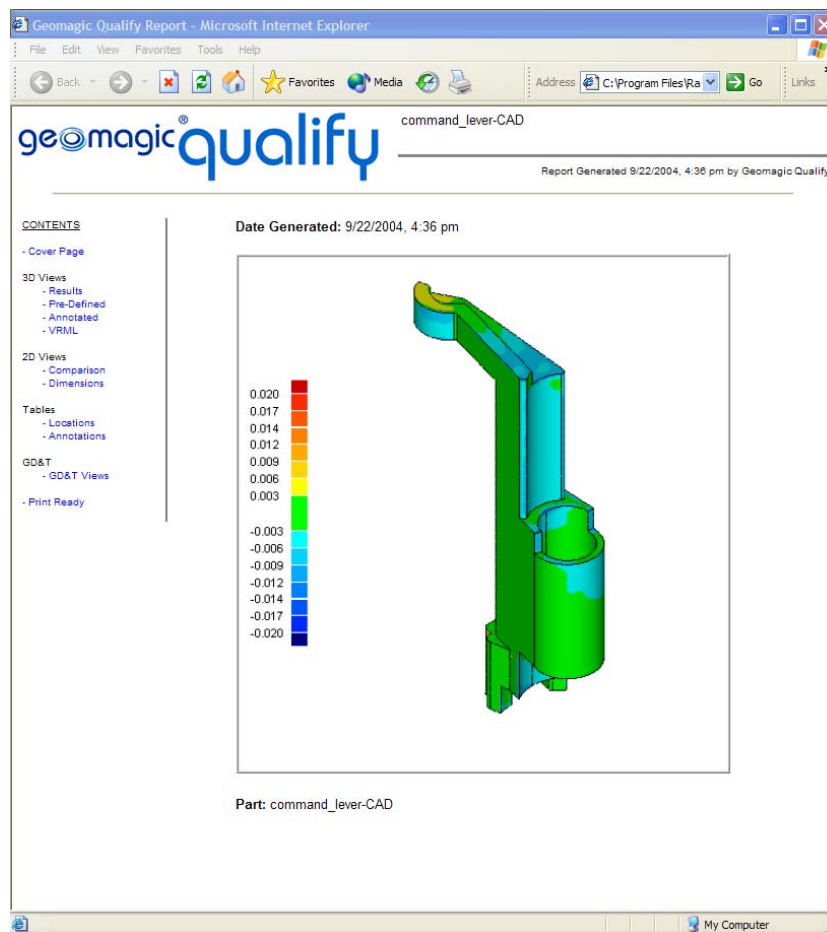 Geomagic Qualify Report - Microsoft Internet Explorer
File Edit View Favorites Tools Help
Back Favorites Media Address C:\Program Files\Ra Go Links
geomagic® qualify
command_lever-CAD
Report Generated 9/22/2004, 4:36 pm by Geomagic Qualify
CONTENTS
- Cover Page
3D Views
- Results
- Pre-Defined
- Annotated
- VRML
2D Views
- Comparison
- Dimensions
Tables
- Locations
- Annotations
GD&T
- GD&T Views
- Print Ready
Date Generated: 9/22/2004, 4:36 pm
0.020
0.017
0.014
0.012
0.009
0.006
0.003
-0.003
-0.006
-0.009
-0.012
-0.014
-0.017
-0.020
Part: command_lever-CAD
My Computer